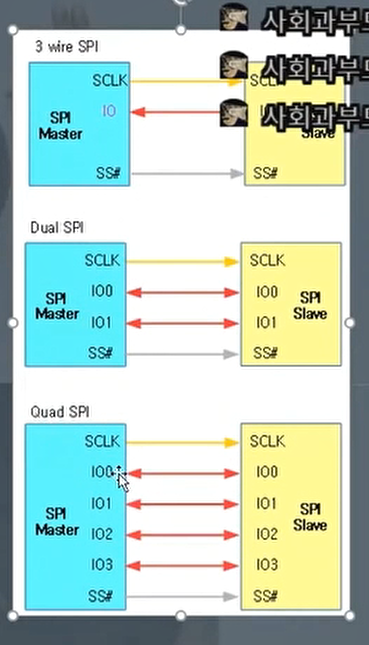 사회과부
3 wire SPI
사회과부
SCLK
SCLK
IO
사회과부
SPI
Master
Slave
SS#
Dual SPI
SCLK
SCLK
IO0
IO0
SPI
Master
SPI
Slave
IO1
IO1
SS#
SS#
Quad SPI
SCLK
SCLK
IO0
IO0
IO1
IO1
SPI
Master
SPI
Slave
IO2
IO2
IO3
IO3
SS#
SS#